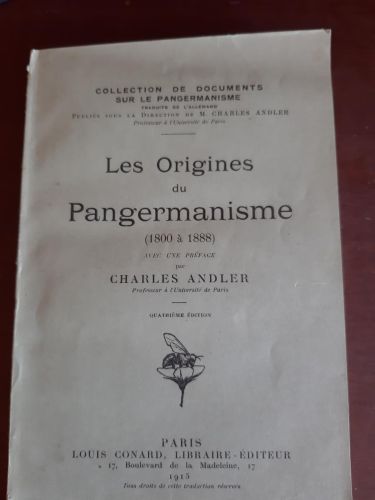 COLLECTION DE DOCUMENTS
SUR LE PANGERMANISME
TRADUITS DE L'ALLEMAND
PUBLIÉS SOUS LA DIRECTION DE M. CHARLES ANDLER
Professeur à l'Université de Paris
Les Origines
du
Pangermanisme
(1800 à 1888)
AVEC UNE PRÉFACE
par
CHARLES ANDLER
Professeur à l'Université de Paris
QUATRIÈME ÉDITION
PARIS
LOUIS CONARD, LIBRAIRE-ÉDITEUR
17, Boulevard de la Madeleine, 17
1915
Tous droits de cette traduction réservés.